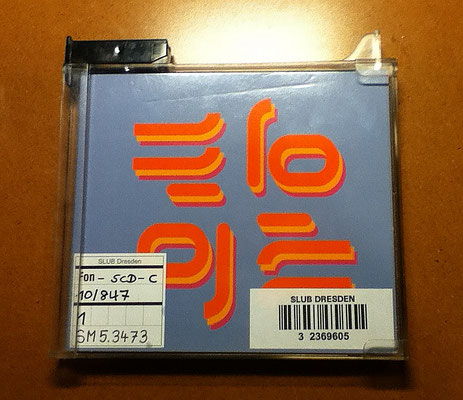 SLUB Dresden
Fon - SCD - C
10/847
1
SM 5.3473
SLUB DRESDEN
3 2369605